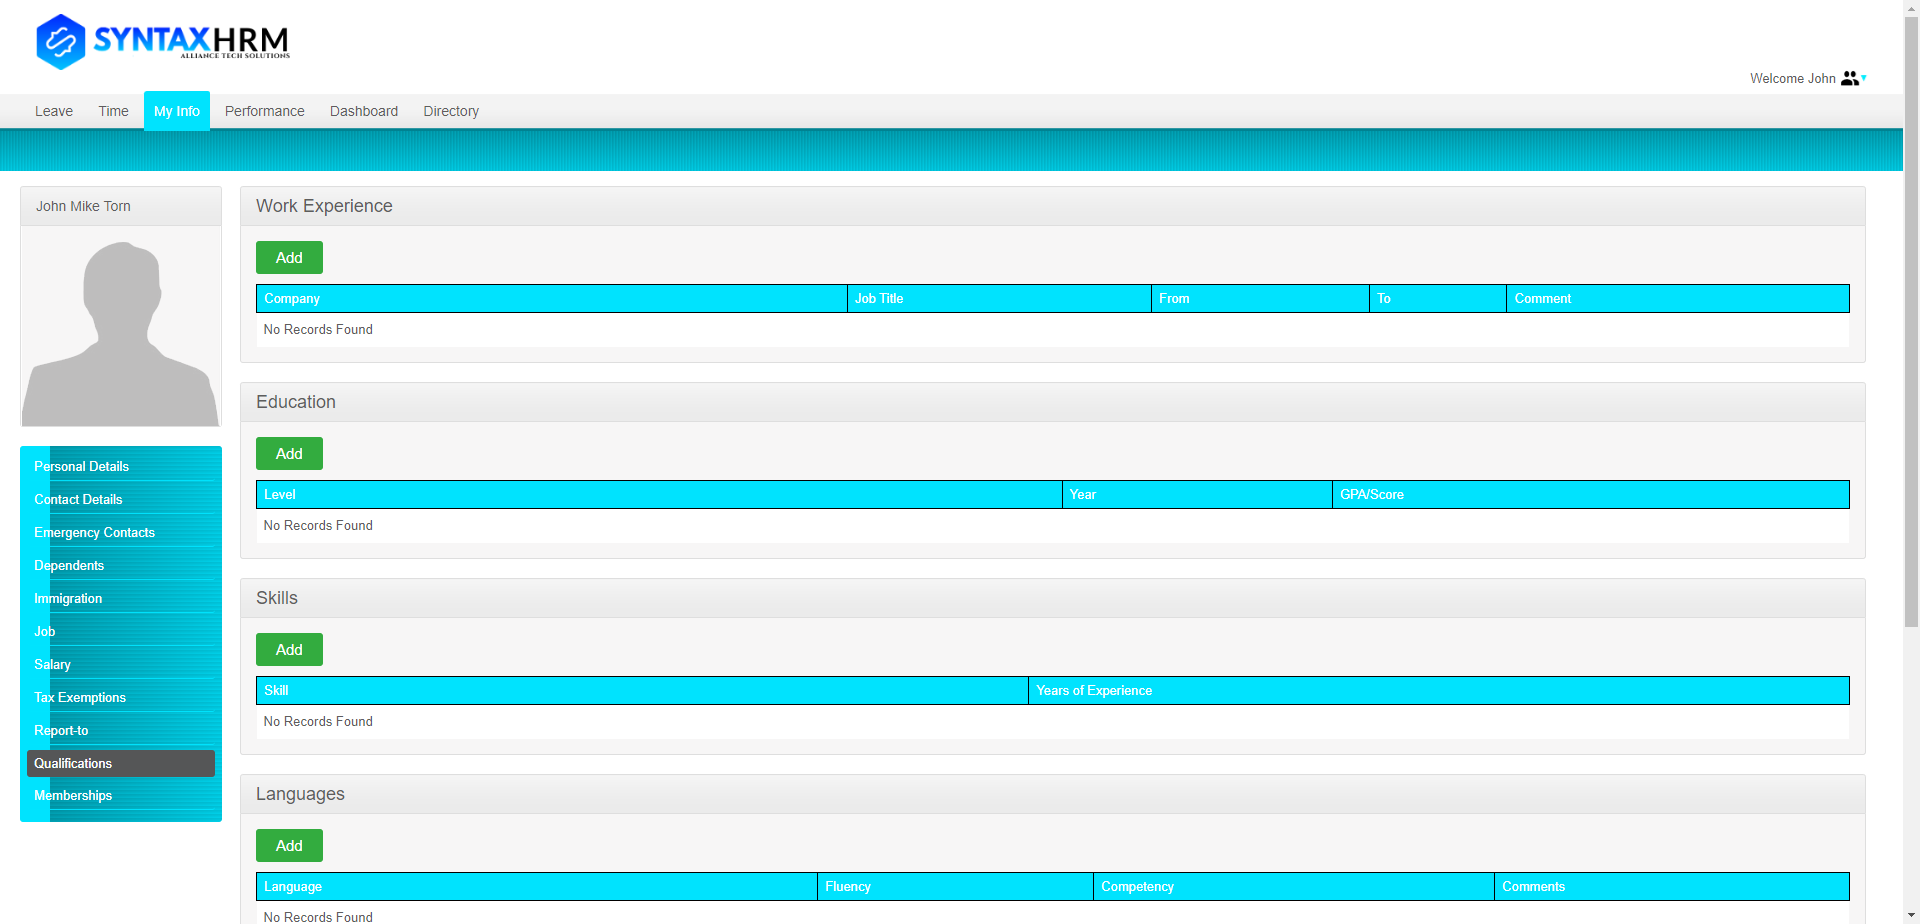 SYNTAXHRM
ALLIANCE TECH SOLUTIONS
Welcome John
Leave Time My Info Performance Dashboard Directory
John Mike Torn
Personal Details
Contact Details
Emergency Contacts
Dependents
Immigration
Job
Salary
Tax Exemptions
Report-to
Qualifications
Memberships
Work Experience
Add
Company Job Title From To Comment
No Records Found
Education
Add
Level Year GPA/Score
No Records Found
Skills
Add
Skill Years of Experience
No Records Found
Languages
Add
Language Fluency Competency Comments
No Records Found